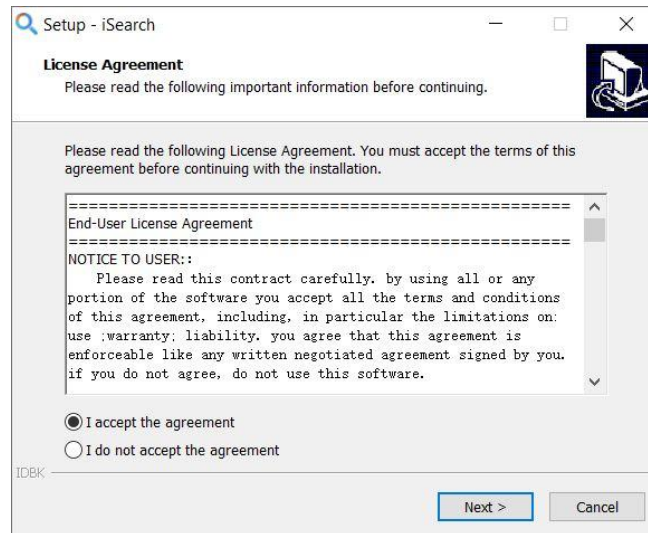 Setup - iSearch
License Agreement
Please read the following important information before continuing.
Please read the following License Agreement. You must accept the terms of this
agreement before continuing with the installation.
=======================================================
End-User License Agreement
=======================================================
NOTICE TO USER::
Please read this contract carefully. by using all or any
portion of the software you accept all the terms and conditions
of this agreement, including, in particular the limitations on:
use ;warranty; liability. you agree that this agreement is
enforceable like any written negotiated agreement signed by you.
if you do not agree, do not use this software.
I accept the agreement
I do not accept the agreement
IDBK
Next >
Cancel